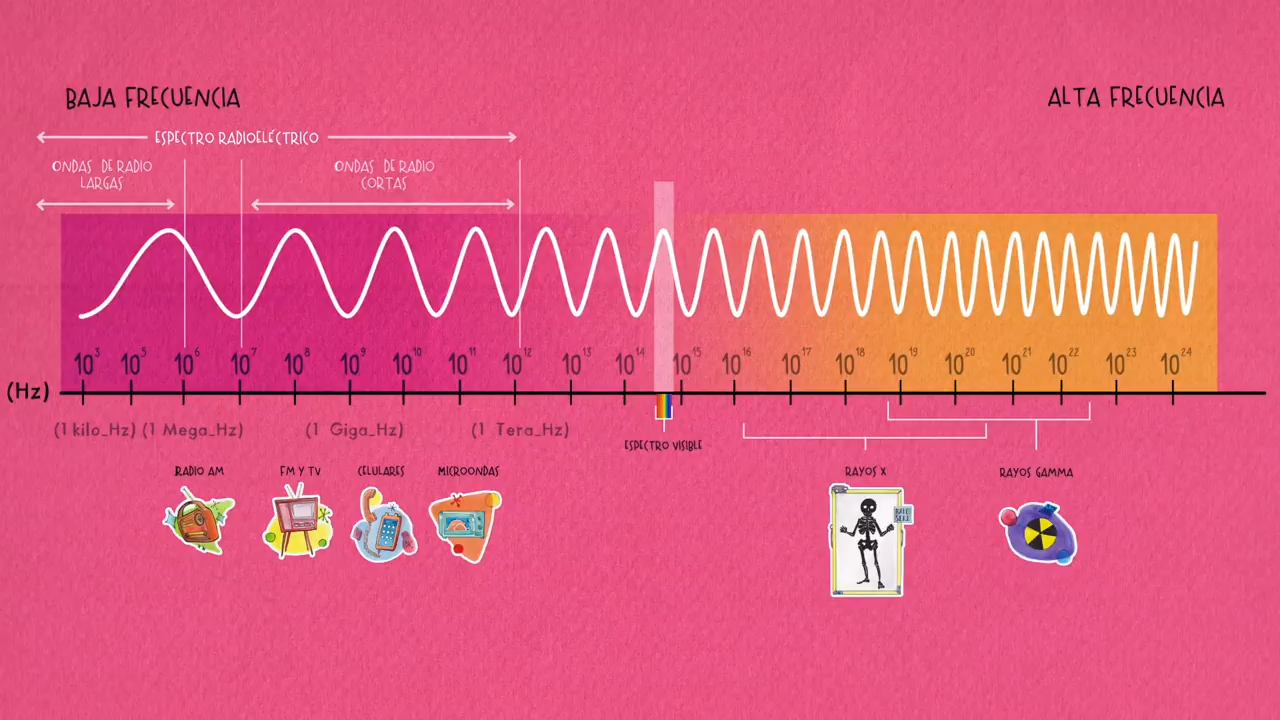 BAJA FRECUENCIA
ALTA FRECUENCIA
ESPECTRO RADIOELÉCTRICO
ONDAS DE RADIO
LARGAS
ONDAS DE RADIO
CORTAS
10³ 10⁵ 10⁶ 10⁷ 10⁸ 10⁹ 10¹⁰ 10¹¹ 10¹² 10¹³ 10¹⁴ 10¹⁵ 10¹⁶ 10¹⁷ 10¹⁸ 10¹⁹ 10²⁰ 10²¹ 10²² 10²³ 10²⁴
(Hz)
(1 kilo_Hz) (1 Mega_Hz) (1 Giga_Hz) (1 Tera_Hz)
ESPECTRO VISIBLE
RADIO AM
FM Y TV
CELULARES
MICROONDAS
RAYOS X
RAYOS GAMMA